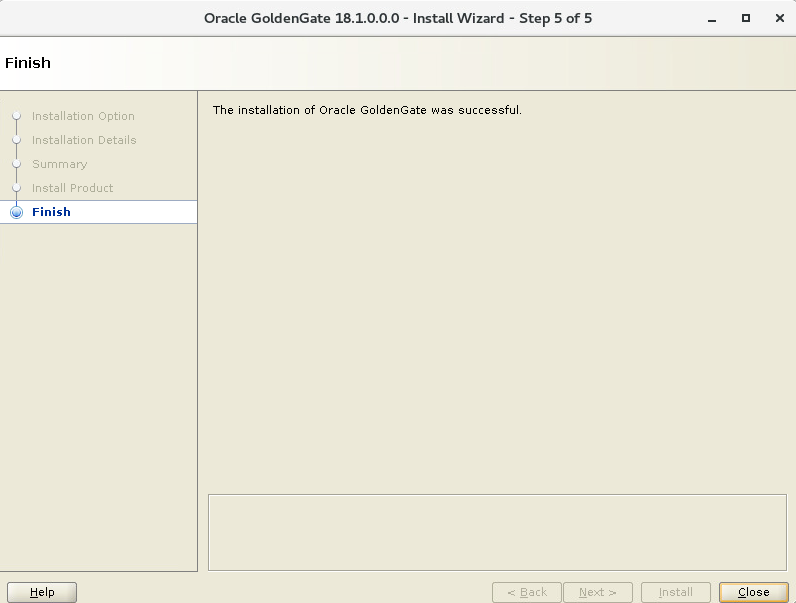 Oracle GoldenGate 18.1.0.0.0 - Install Wizard - Step 5 of 5
Finish
Installation Option
Installation Details
Summary
Install Product
Finish
The installation of Oracle GoldenGate was successful.
Help
< Back
Next >
Install
Close